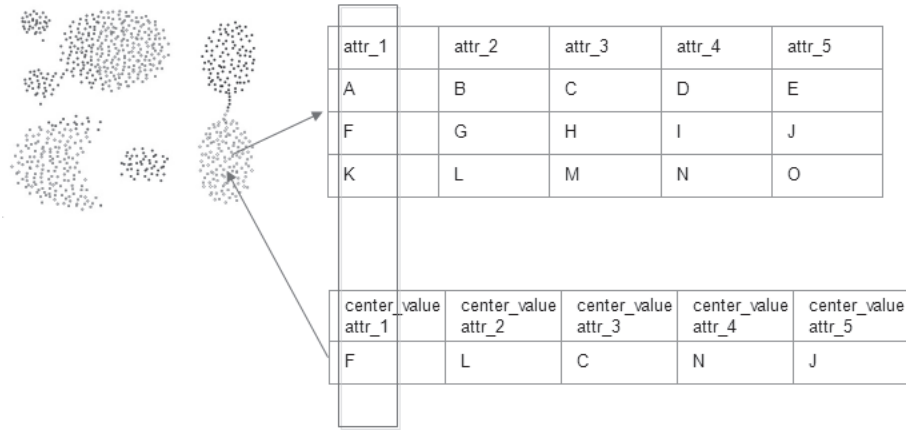 attr_1 attr_2 attr_3 attr_4 attr_5
A B C D E
F G H I J
K L M N O
center_value center_value center_value center_value center_value
attr_1 attr_2 attr_3 attr_4 attr_5
F L C N J